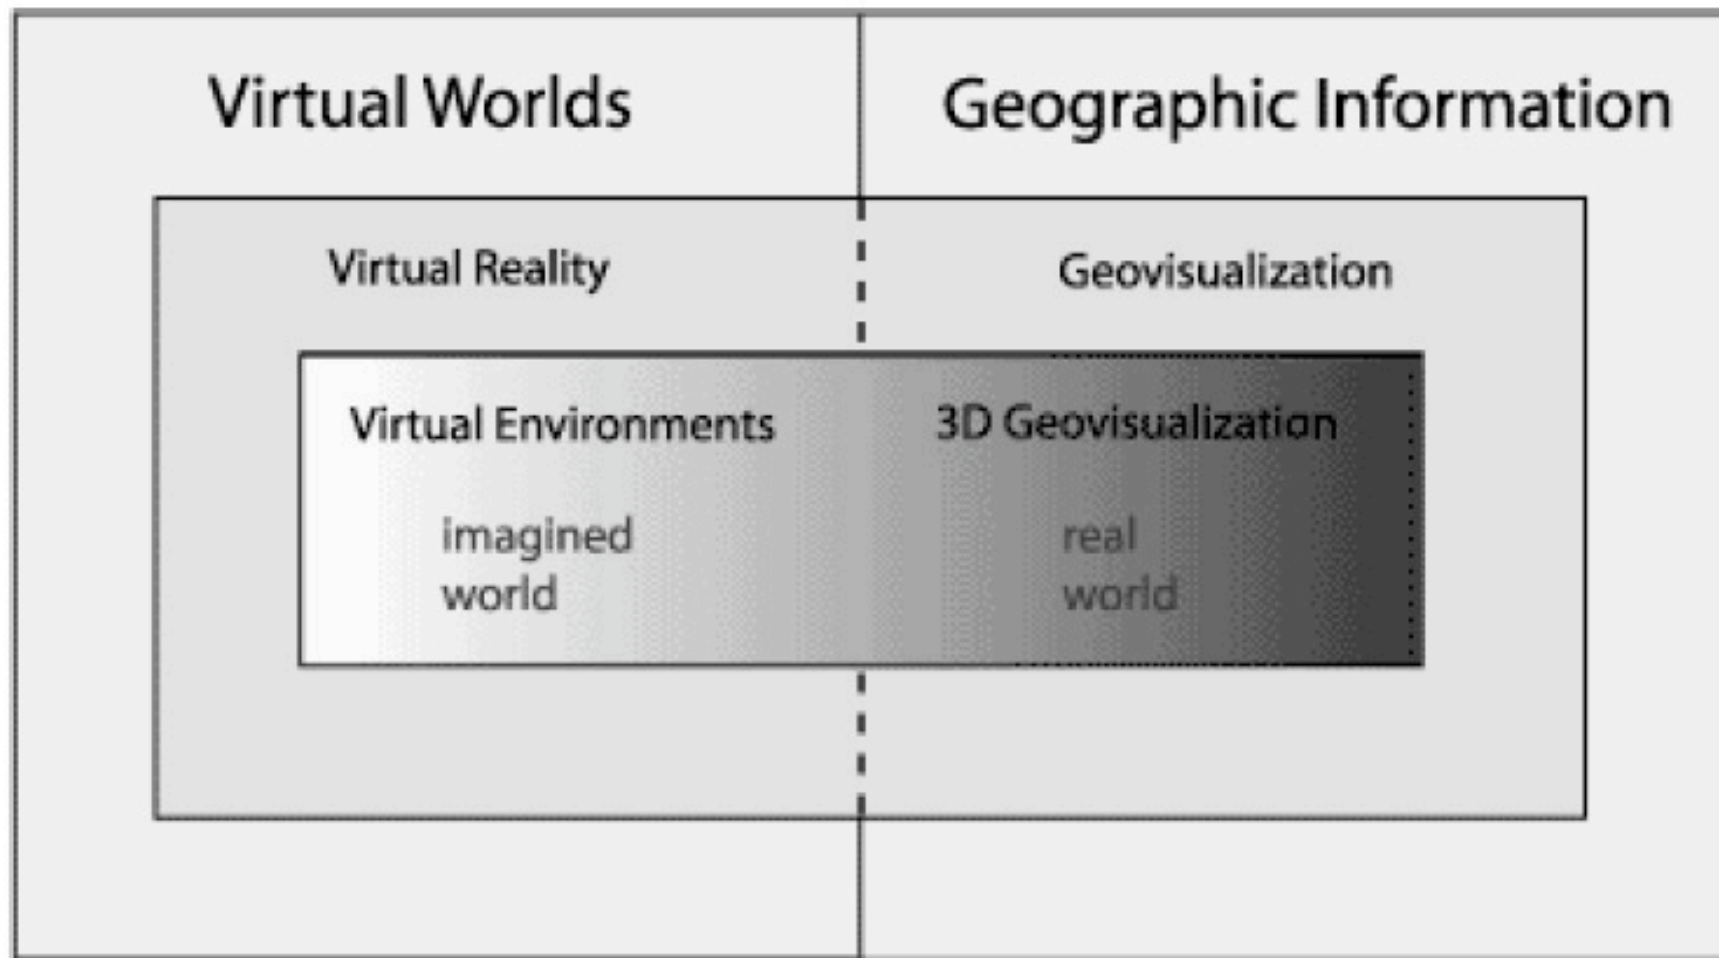 Virtual Worlds
Geographic Information
Virtual Reality
Geovisualization
Virtual Environments
3D Geovisualization
imagined
world
real
world